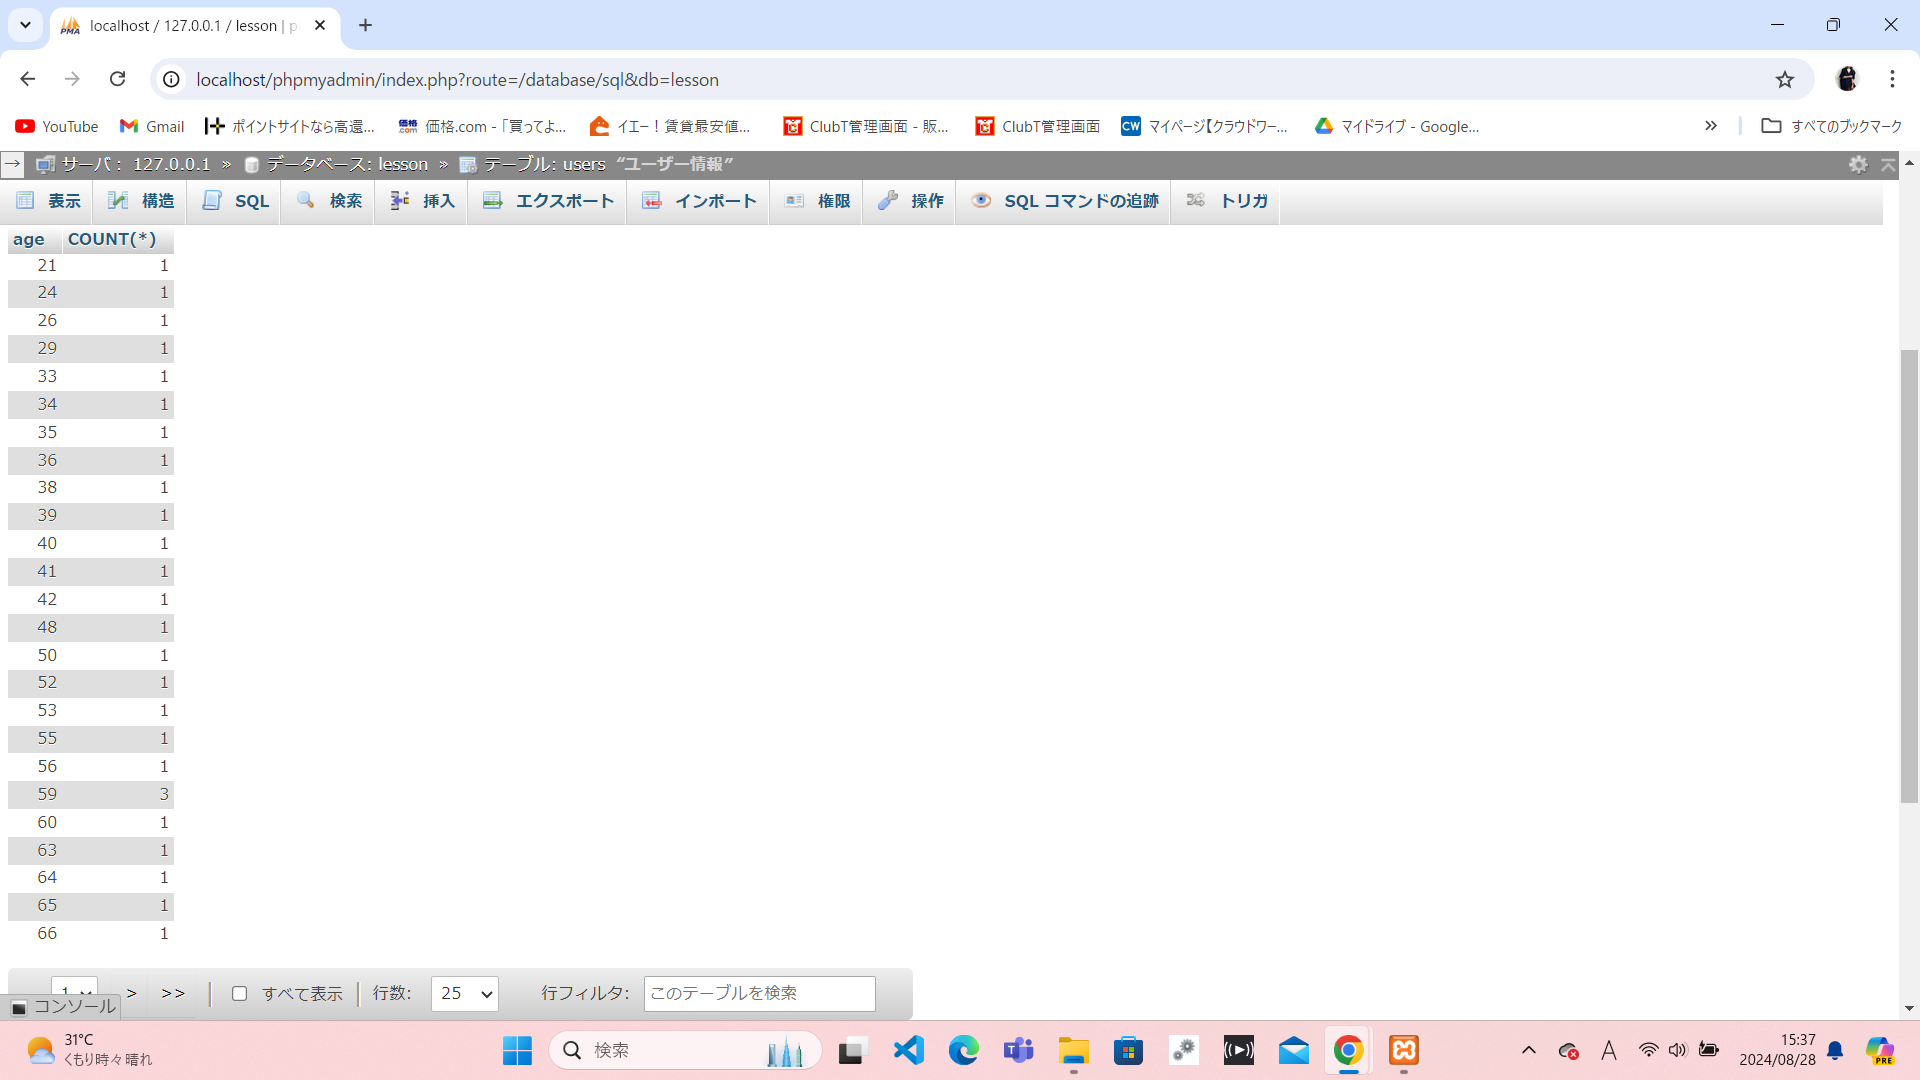 localhost / 127.0.0.1 / lesson | p
localhost/phpmyadmin/index.php?route=/database/sql&db=lesson
YouTube Gmail ポイントサイトなら高還... 価格.com 価格.com - 「買ってよ... イエー！賃貸最安値... ClubT管理画面 - 販... ClubT管理画面 CW マイページ【クラウドワー... マイドライブ - Google... すべてのブックマーク
サーバ： 127.0.0.1 » データベース: lesson » テーブル: users “ユーザー情報”
表示 構造 SQL 検索 挿入 エクスポート インポート 権限 操作 SQL コマンドの追跡 トリガ
age COUNT(*)
21 1
24 1
26 1
29 1
33 1
34 1
35 1
36 1
38 1
39 1
40 1
41 1
42 1
48 1
50 1
52 1
53 1
55 1
56 1
59 3
60 1
63 1
64 1
65 1
66 1
1 > >> すべて表示 行数: 25 行フィルタ: このテーブルを検索
コンソール
31°C
くもり時々晴れ
検索
A
15:37
2024/08/28
PRE